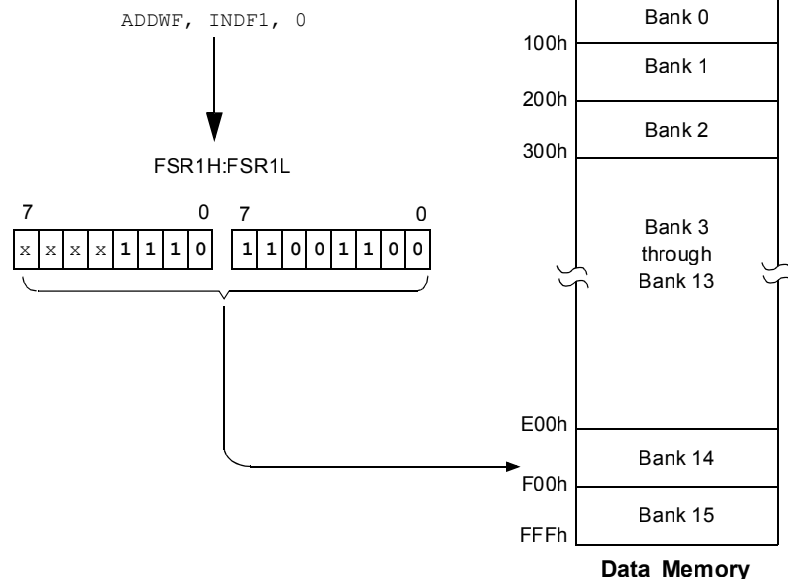 ADDWF, INDF1, 0
FSR1H:FSR1L
7 0 7 0
x x x x 1 1 1 0 1 1 0 0 1 1 0 0
Bank 0
100h
Bank 1
200h
Bank 2
300h
Bank 3
through
Bank 13
E00h
Bank 14
F00h
Bank 15
FFFh
Data Memory